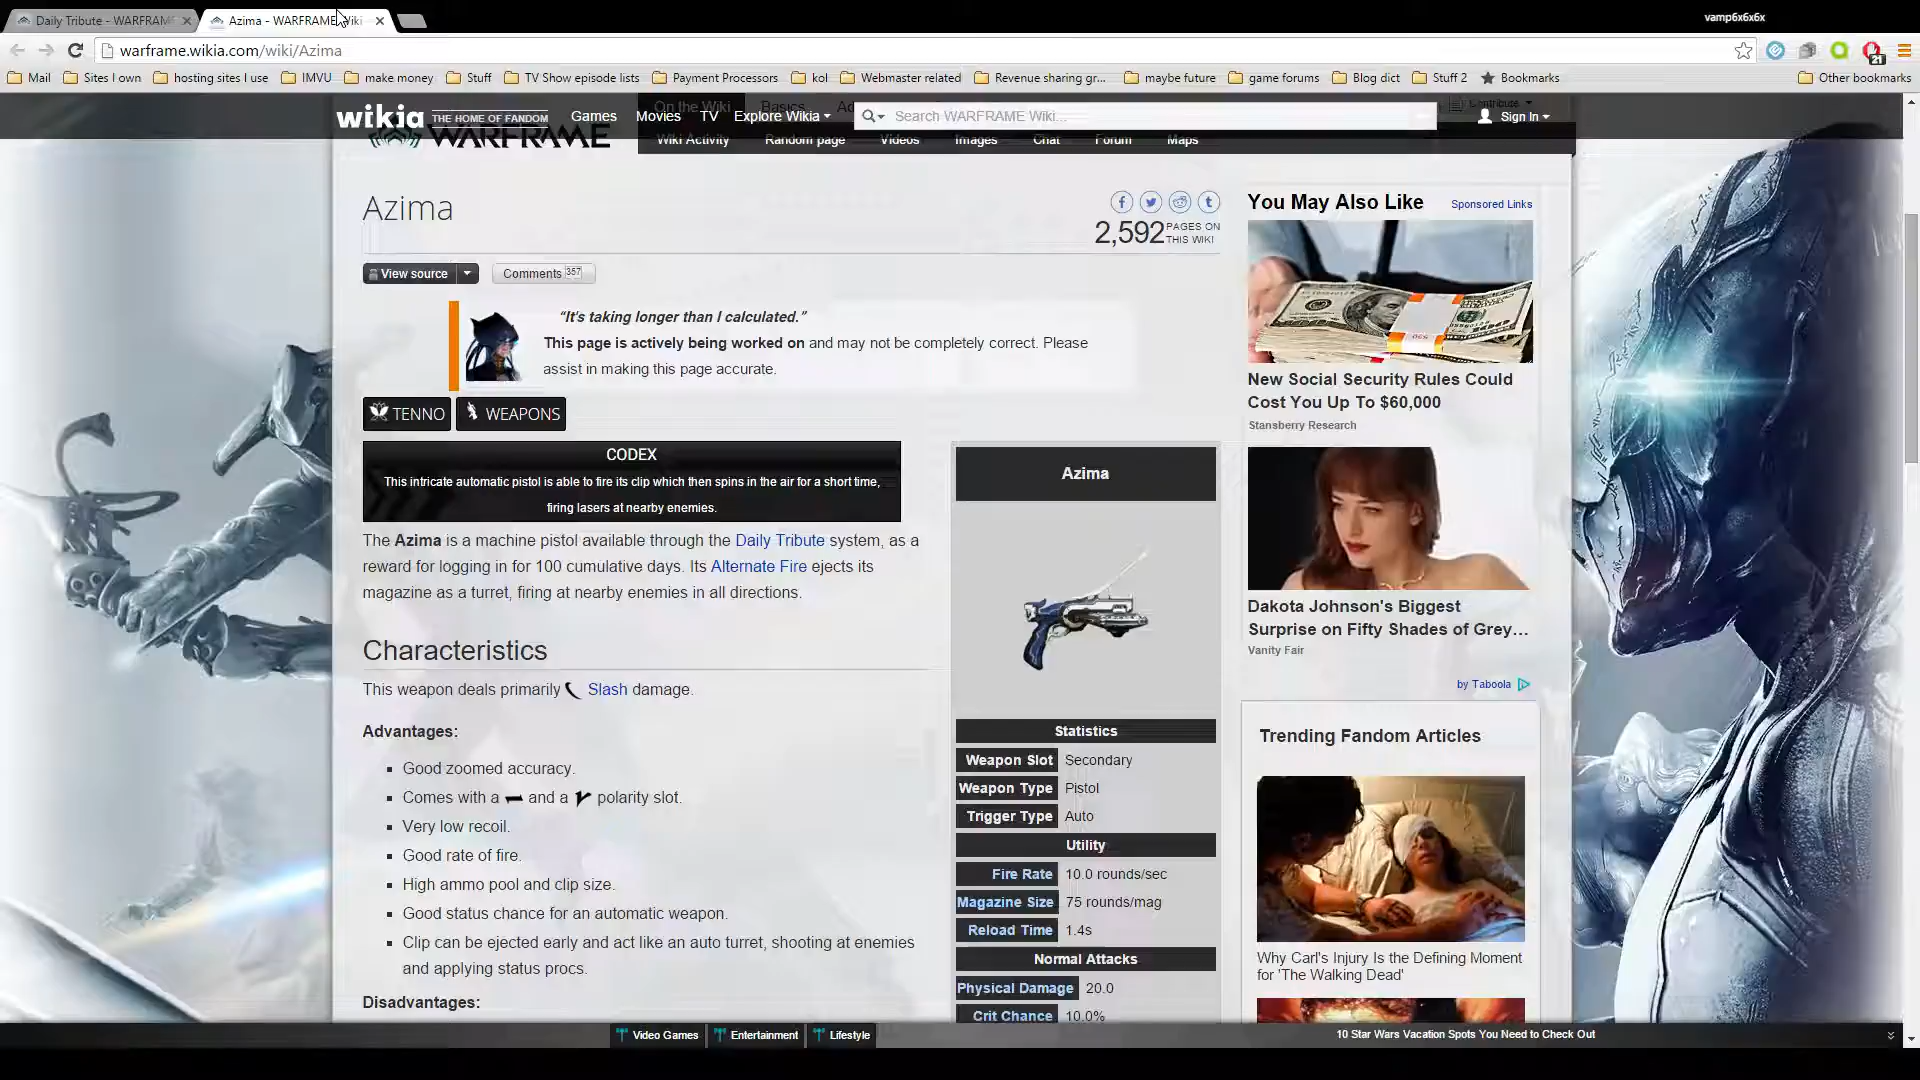 vamp6x6x6x
Daily Tribute - WARFRAM
Azima - WARFRAME Wiki
warframe.wikia.com/wiki/Azima
Mail Sites I own hosting sites I use IMVU make money Stuff TV Show episode lists Payment Processors kol Webmaster related Revenue sharing gr... maybe future game forums Blog dict Stuff 2 Bookmarks Other bookmarks
21
On the Wiki Basics Contribute
wikia THE HOME OF FANDOM Games Movies TV Explore Wikia Search WARFRAME Wiki... Sign In
WARFRAME
Wiki Activity Random page Videos Images Chat Forum Maps
Azima
2,592 PAGES ON THIS WIKI
View source Comments 357
"It's taking longer than I calculated."
This page is actively being worked on and may not be completely correct. Please
assist in making this page accurate.
TENNO WEAPONS
CODEX
This intricate automatic pistol is able to fire its clip which then spins in the air for a short time,
firing lasers at nearby enemies.
The Azima is a machine pistol available through the Daily Tribute system, as a
reward for logging in for 100 cumulative days. Its Alternate Fire ejects its
magazine as a turret, firing at nearby enemies in all directions.
Characteristics
This weapon deals primarily Slash damage.
Advantages:
Good zoomed accuracy.
Comes with a and a polarity slot.
Very low recoil.
Good rate of fire.
High ammo pool and clip size.
Good status chance for an automatic weapon.
Clip can be ejected early and act like an auto turret, shooting at enemies
and applying status procs.
Disadvantages:
Azima
Statistics
Weapon Slot Secondary
Weapon Type Pistol
Trigger Type Auto
Utility
Fire Rate 10.0 rounds/sec
Magazine Size 75 rounds/mag
Reload Time 1.4s
Normal Attacks
Physical Damage 20.0
Crit Chance 10.0%
You May Also Like Sponsored Links
New Social Security Rules Could
Cost You Up To $60,000
Stansberry Research
Dakota Johnson's Biggest
Surprise on Fifty Shades of Grey…
Vanity Fair
by Taboola
Trending Fandom Articles
Why Carl's Injury Is the Defining Moment
for 'The Walking Dead'
Video Games Entertainment Lifestyle
10 Star Wars Vacation Spots You Need to Check Out